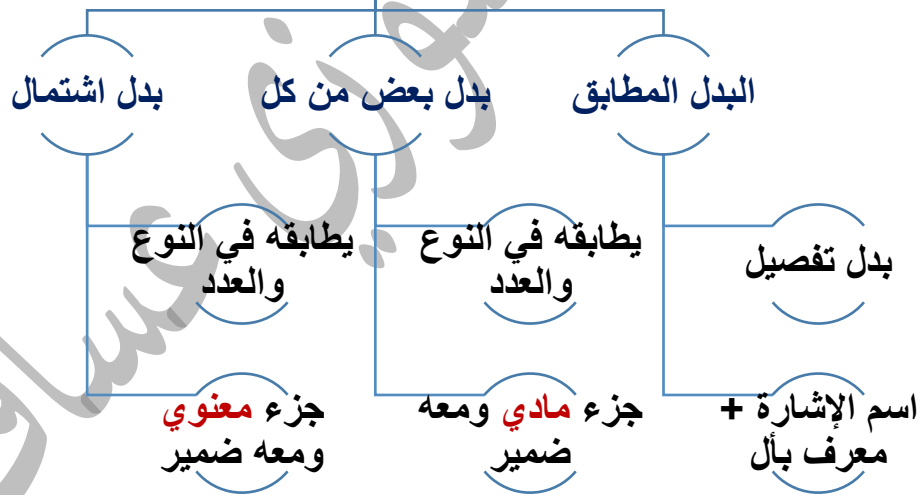 البدل المطابق
بدل بعض من كل
بدل اشتمال
بدل تفصيل
يطابقه في النوع
والعدد
يطابقه في النوع
والعدد
اسم الإشارة +
معرف بأل
جزء مادي ومعه
ضمير
جزء معنوي
ومعه ضمير